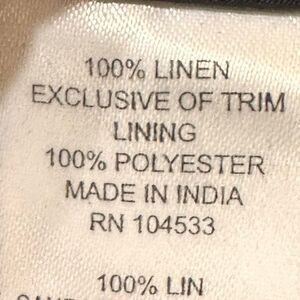 100% LINEN
EXCLUSIVE OF TRIM
LINING
100% POLYESTER
MADE IN INDIA
RN 104533
100% LIN